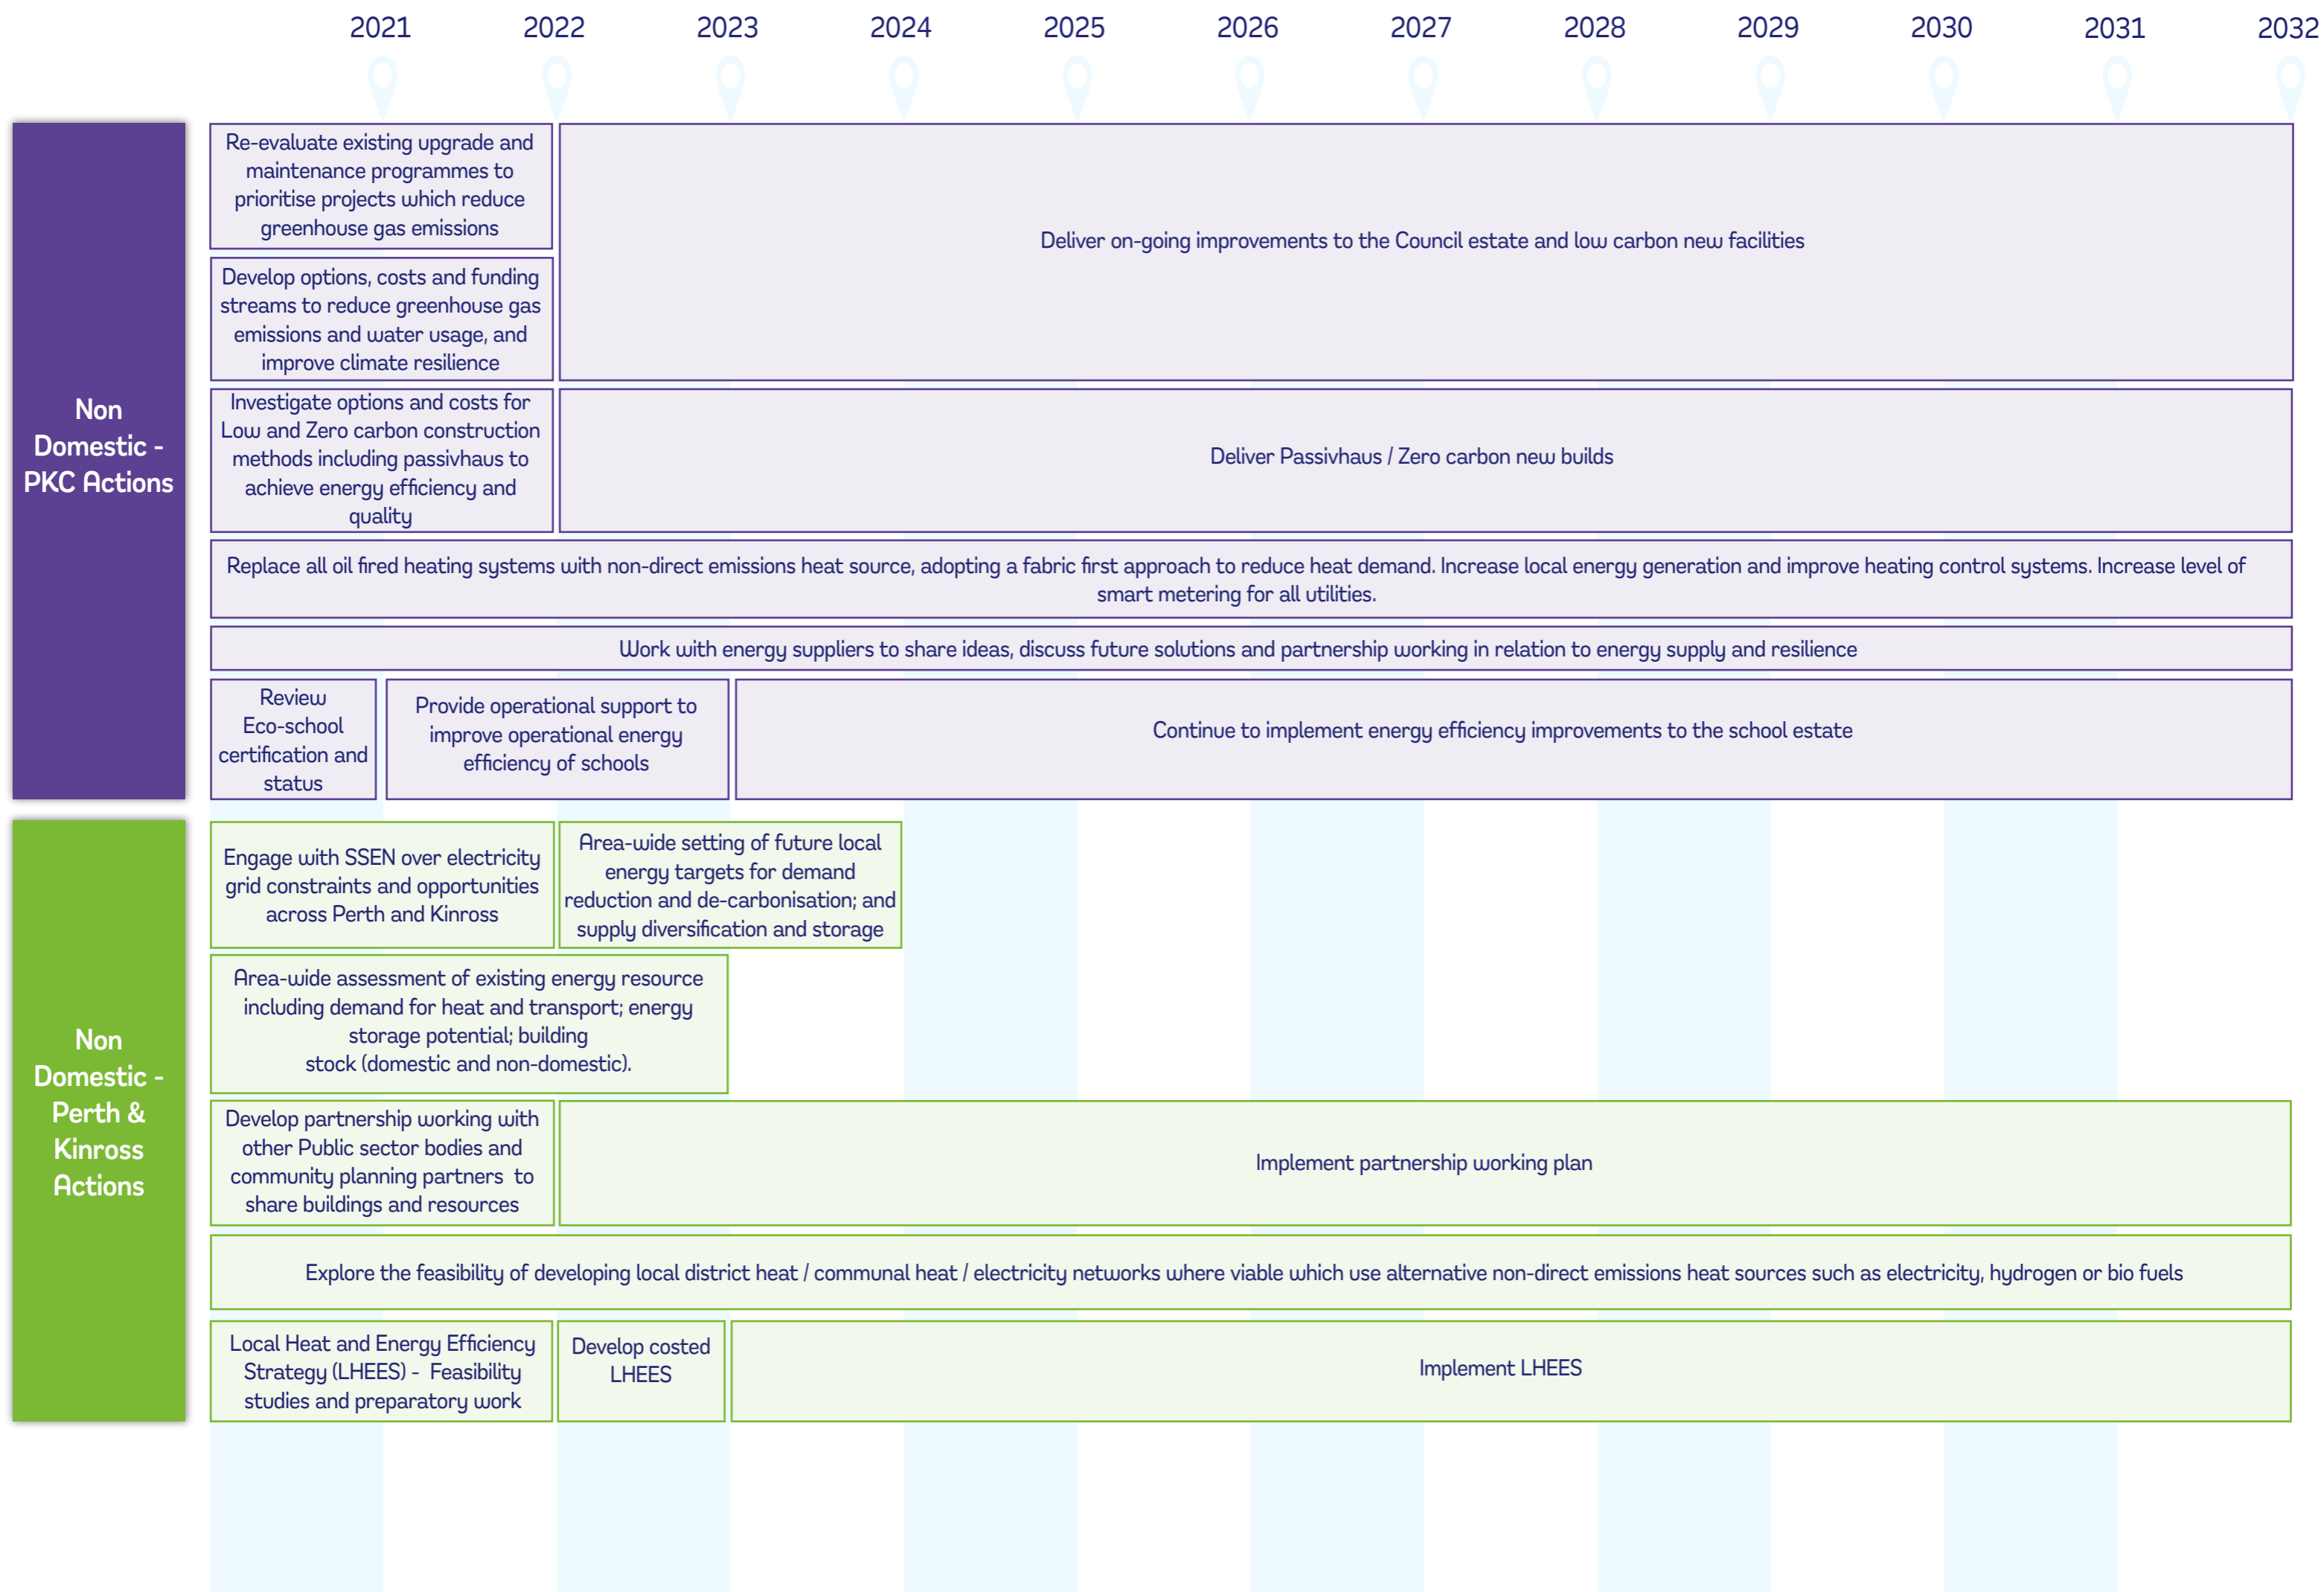 2021 2022 2023 2024 2025 2026 2027 2028 2029 2030 2031 2032
Non
Domestic -
PKC Actions
Re-evaluate existing upgrade and
maintenance programmes to
prioritise projects which reduce
greenhouse gas emissions
Deliver on-going improvements to the Council estate and low carbon new facilities
Develop options, costs and funding
streams to reduce greenhouse gas
emissions and water usage, and
improve climate resilience
Investigate options and costs for
Low and Zero carbon construction
methods including passivhaus to
achieve energy efficiency and
quality
Deliver Passivhaus / Zero carbon new builds
Replace all oil fired heating systems with non-direct emissions heat source, adopting a fabric first approach to reduce heat demand. Increase local energy generation and improve heating control systems. Increase level of
smart metering for all utilities.
Work with energy suppliers to share ideas, discuss future solutions and partnership working in relation to energy supply and resilience
Review
Eco-school
certification and
status
Provide operational support to
improve operational energy
efficiency of schools
Continue to implement energy efficiency improvements to the school estate
Non
Domestic -
Perth &
Kinross
Actions
Engage with SSEN over electricity
grid constraints and opportunities
across Perth and Kinross
Area-wide setting of future local
energy targets for demand
reduction and de-carbonisation; and
supply diversification and storage
Area-wide assessment of existing energy resource
including demand for heat and transport; energy
storage potential; building
stock (domestic and non-domestic).
Develop partnership working with
other Public sector bodies and
community planning partners  to
share buildings and resources
Implement partnership working plan
Explore the feasibility of developing local district heat / communal heat / electricity networks where viable which use alternative non-direct emissions heat sources such as electricity, hydrogen or bio fuels
Local Heat and Energy Efficiency
Strategy (LHEES) -  Feasibility
studies and preparatory work
Develop costed
LHEES
Implement LHEES